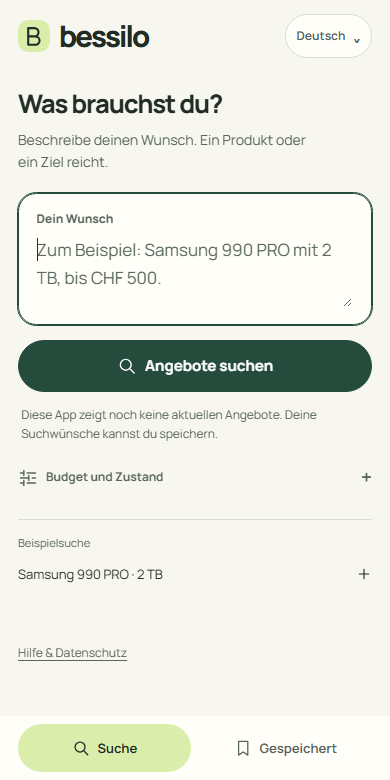 B bessilo
Deutsch
Was brauchst du?
Beschreibe deinen Wunsch. Ein Produkt oder
ein Ziel reicht.
Dein Wunsch
Zum Beispiel: Samsung 990 PRO mit 2
TB, bis CHF 500.
Angebote suchen
Diese App zeigt noch keine aktuellen Angebote. Deine
Suchwünsche kannst du speichern.
Budget und Zustand +
Beispielsuche
Samsung 990 PRO · 2 TB +
Hilfe & Datenschutz
Suche
Gespeichert